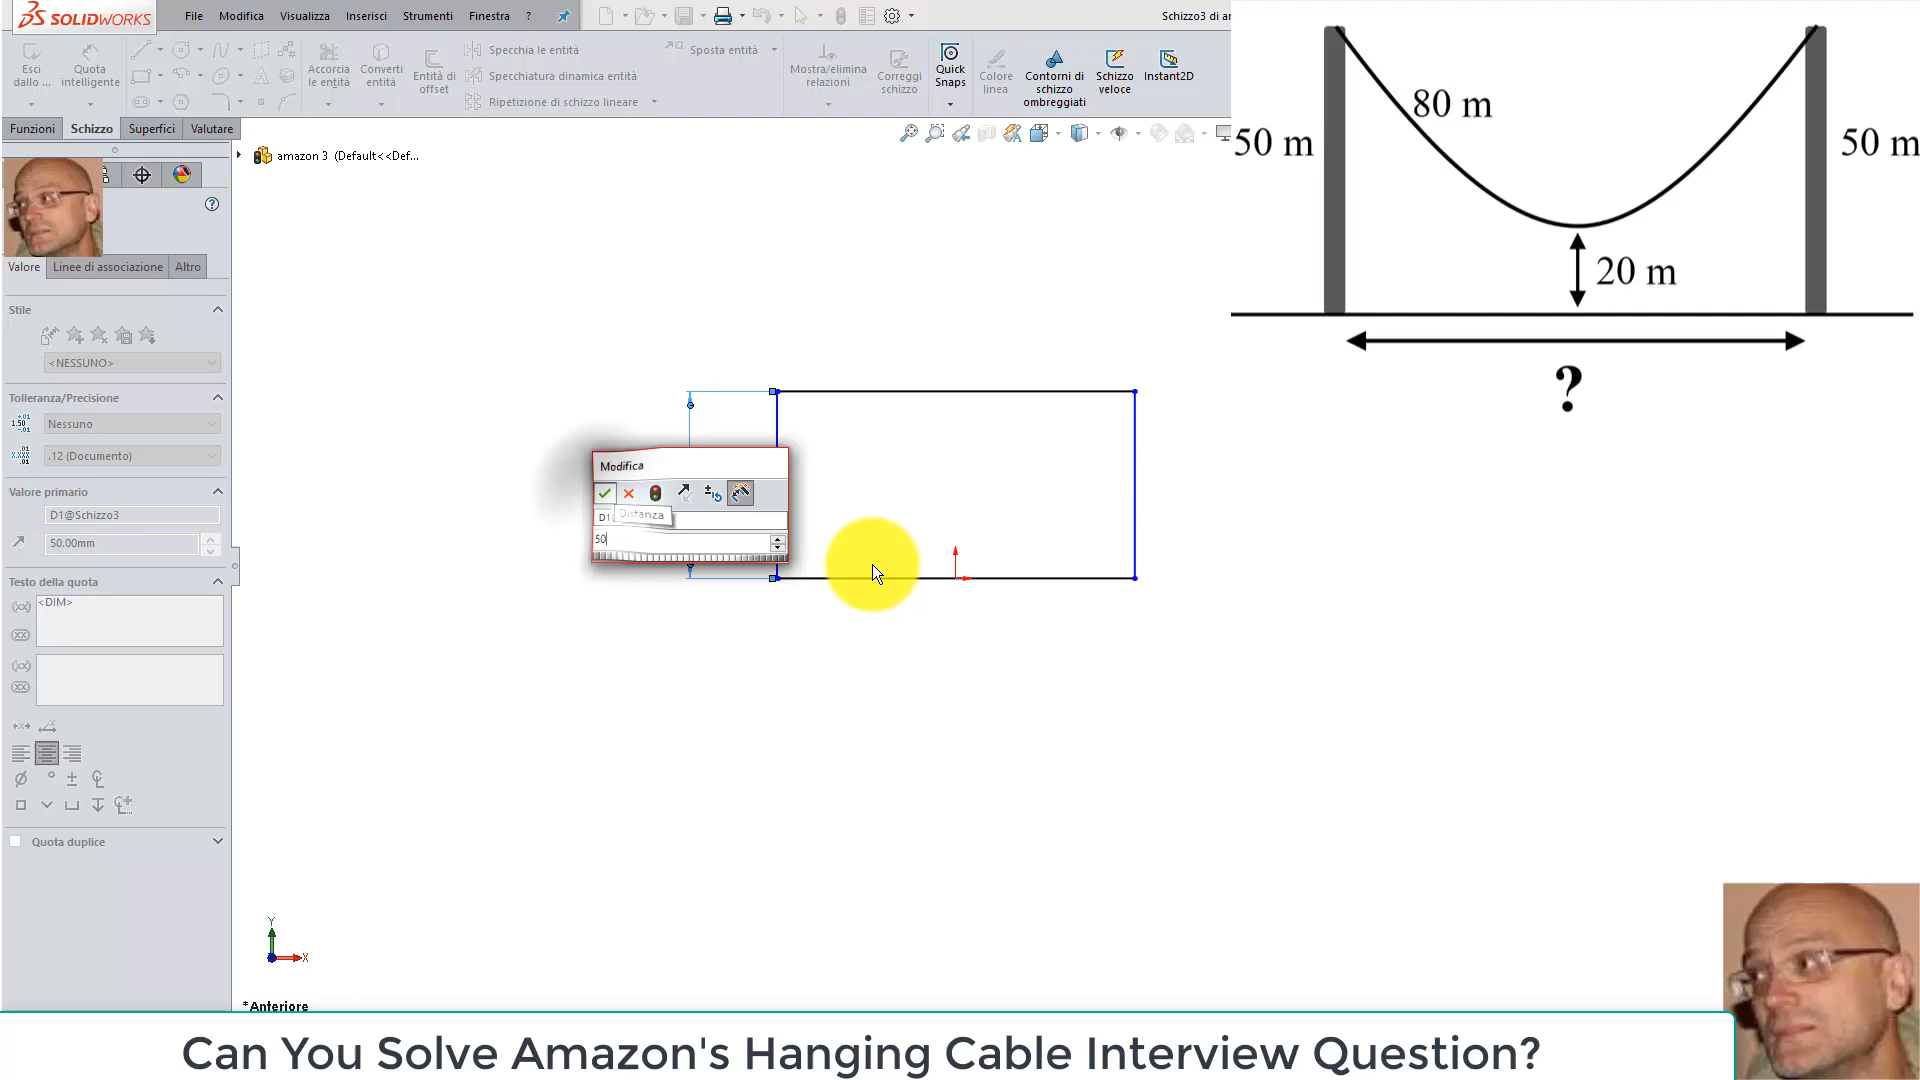 SOLIDWORKS
File Modifica Visualizza Inserisci Strumenti Finestra ?
Schizzo3 di ar
Esci dallo ...
Quota intelligente
Accorcia le entità
Converti entità
Entità di offset
Specchia le entità
Specchiatura dinamica entità
Ripetizione di schizzo lineare
Sposta entità
Mostra/elimina relazioni
Correggi schizzo
Quick Snaps
Colore linea
Contorni di schizzo ombreggiati
Schizzo veloce
Instant2D
Funzioni Schizzo Superfici Valutare
amazon 3 (Default<<Def...
Valore Linee di associazione Altro
Stile
<NESSUNO>
Tolleranza/Precisione
Nessuno
.12 (Documento)
Valore primario
D1@Schizzo3
50.00mm
Testo della quota
<DIM>
Quota duplice
Modifica
D1
Distanza
50
Y
X
*Anteriore
80 m
50 m
50 m
20 m
?
Can You Solve Amazon's Hanging Cable Interview Question?